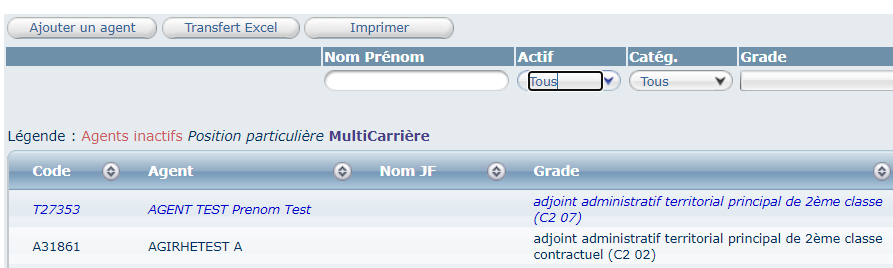 Ajouter un agent Transfert Excel Imprimer
Nom Prénom Actif Catég. Grade
Tous Tous
Légende : Agents inactifs Position particulière MultiCarrière
Code Agent Nom JF Grade
T27353 AGENT TEST Prenom Test adjoint administratif territorial principal de 2ème classe
(C2 07)
A31861 AGIRHETEST A adjoint administratif territorial principal de 2ème classe
contractuel (C2 02)